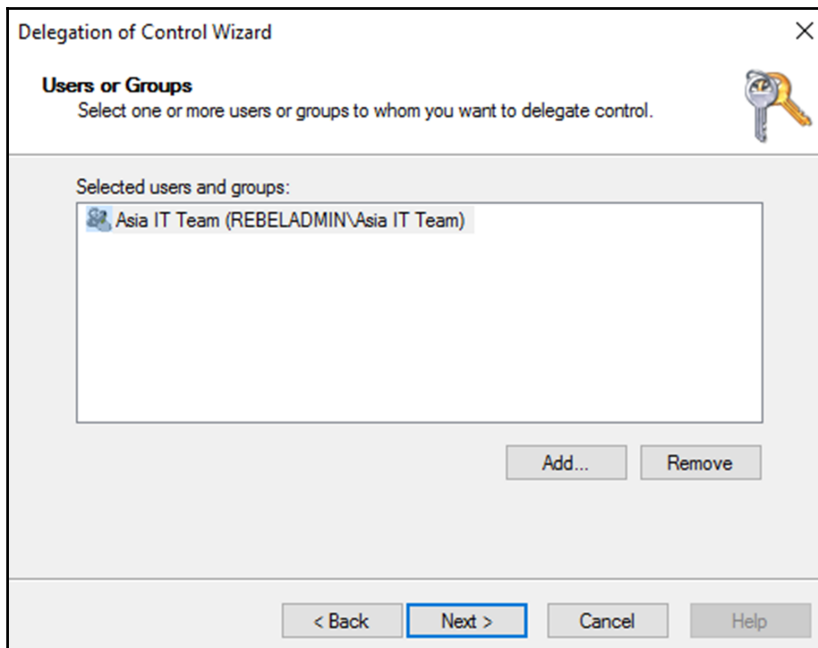 Delegation of Control Wizard
Users or Groups
Select one or more users or groups to whom you want to delegate control.
Selected users and groups:
Asia IT Team (REBELADMIN\Asia IT Team)
Add...
Remove
< Back
Next >
Cancel
Help